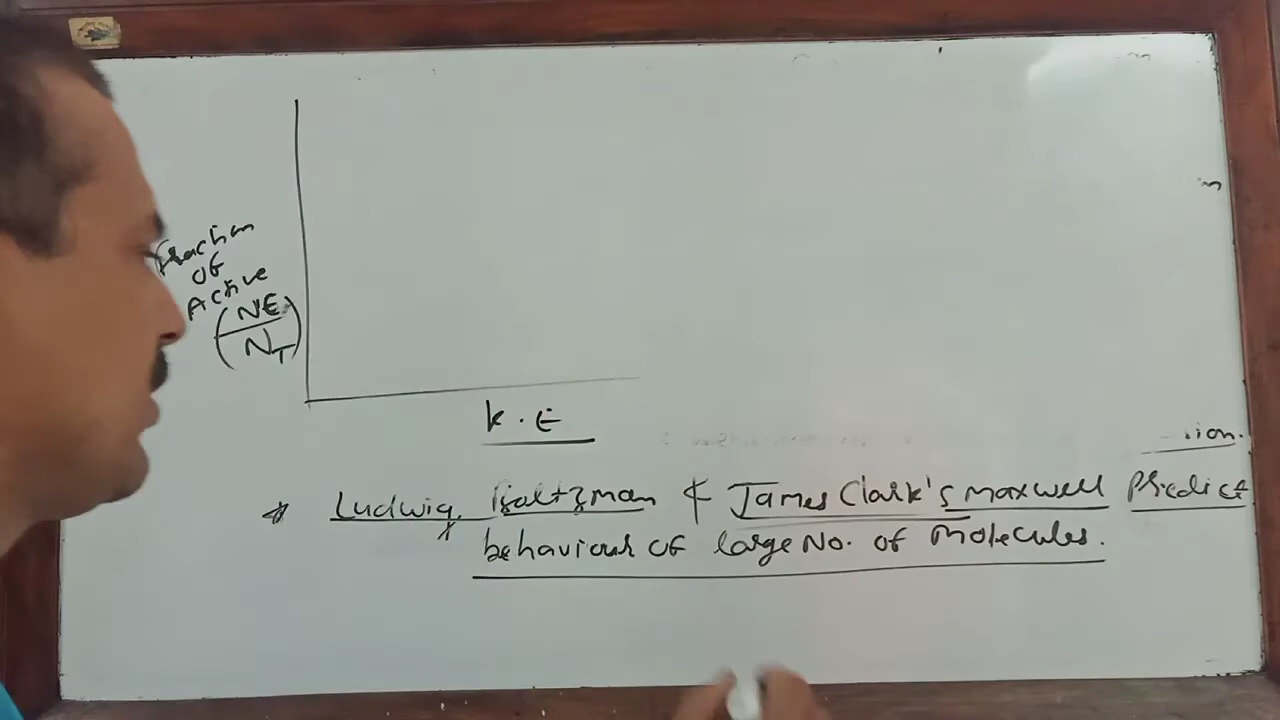 Fraction
of
Active
(NE/NT)
K.E
* Ludwig Boltzman & James Clark's maxwell Predict
behaviour of large No. of molecules.